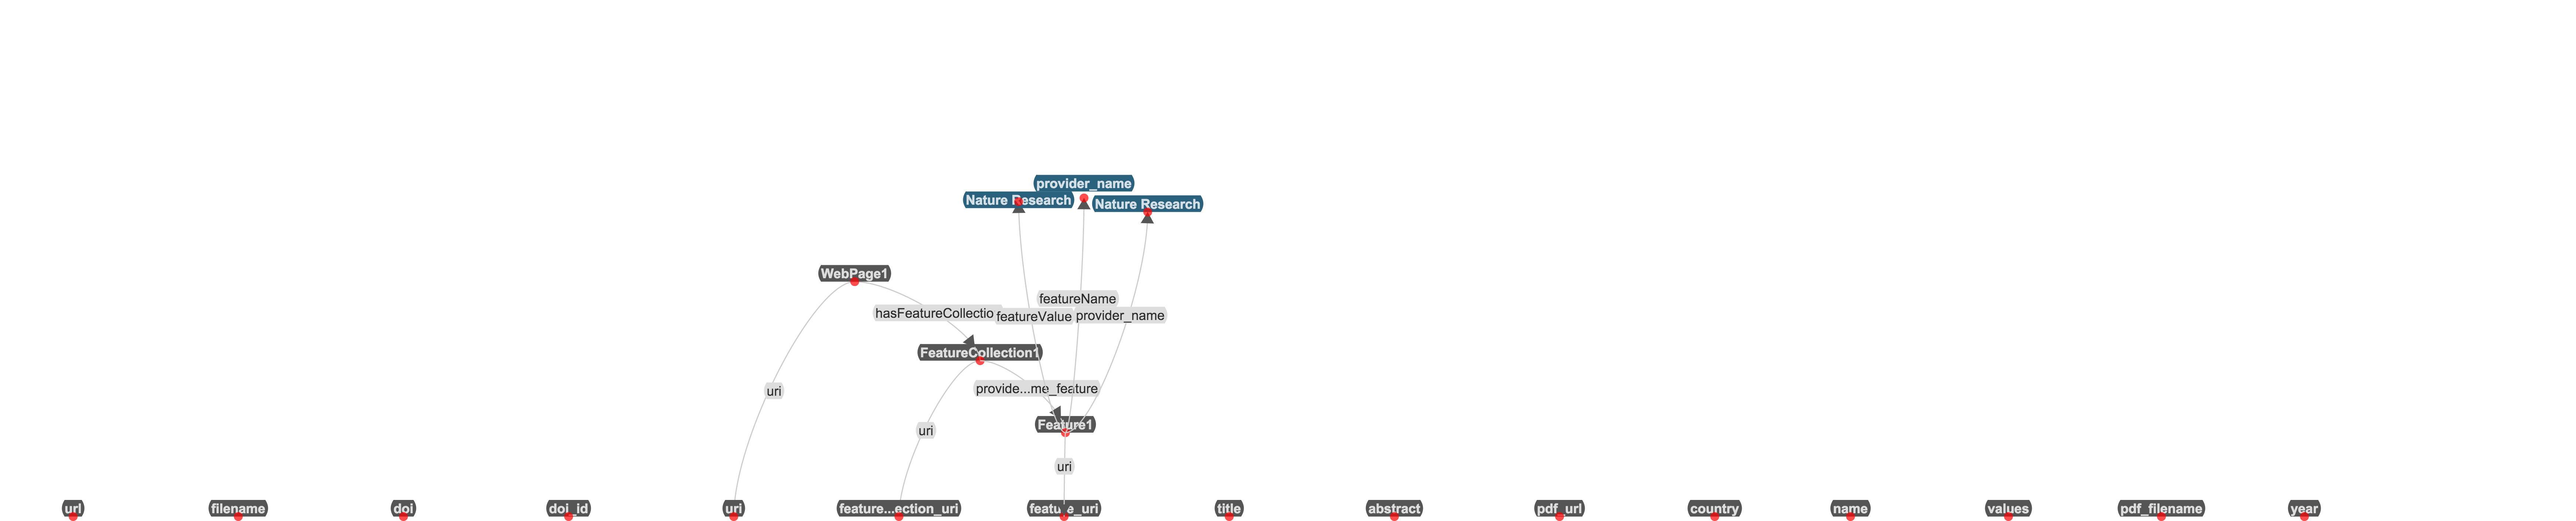 provider_name
Nature Research
Nature Research
WebPage1
featureName
hasFeatureCollectio
featureValue
provider_name
FeatureCollection1
provide...me_feature
uri
Feature1
uri
uri
url
filename
doi
doi_id
uri
feature...ection_uri
feature_uri
title
abstract
pdf_url
country
name
values
pdf_filename
year